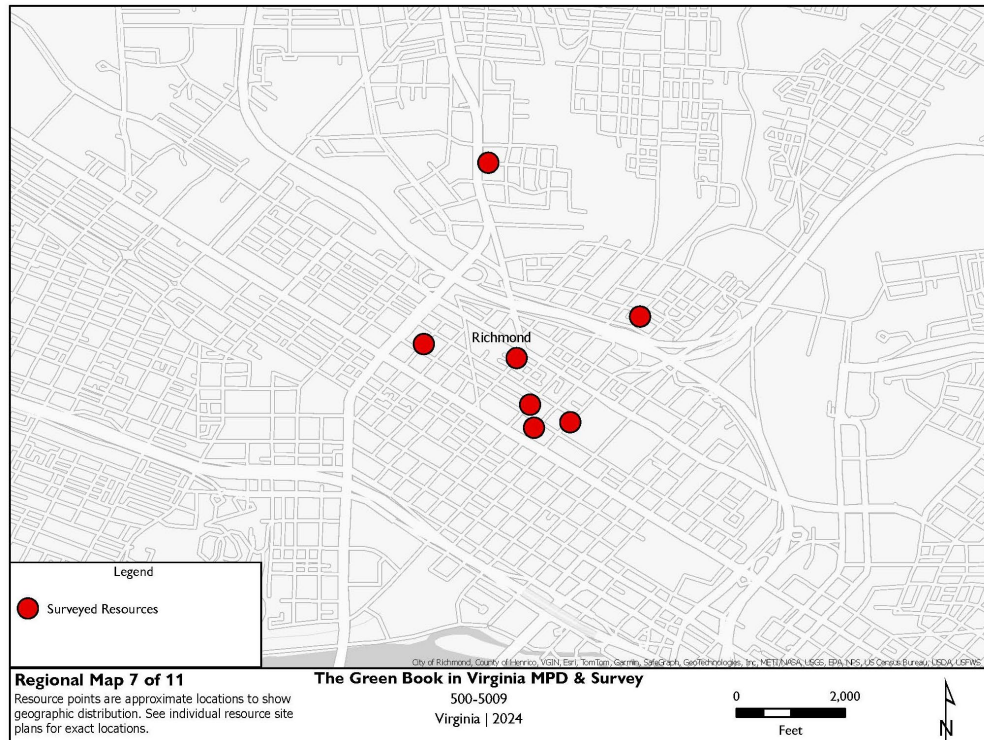 Richmond
Legend
Surveyed Resources
City of Richmond, County of Henrico, VGIN, Esri, TomTom, Garmin, SafeGraph, GeoTechnologies, Inc, METI/NASA, USGS, EPA, NPS, US Census Bureau, USDA, USFWS
Regional Map 7 of 11
Resource points are approximate locations to show
geographic distribution. See individual resource site
plans for exact locations.
The Green Book in Virginia MPD & Survey
500-5009
Virginia | 2024
0 2,000
Feet
N